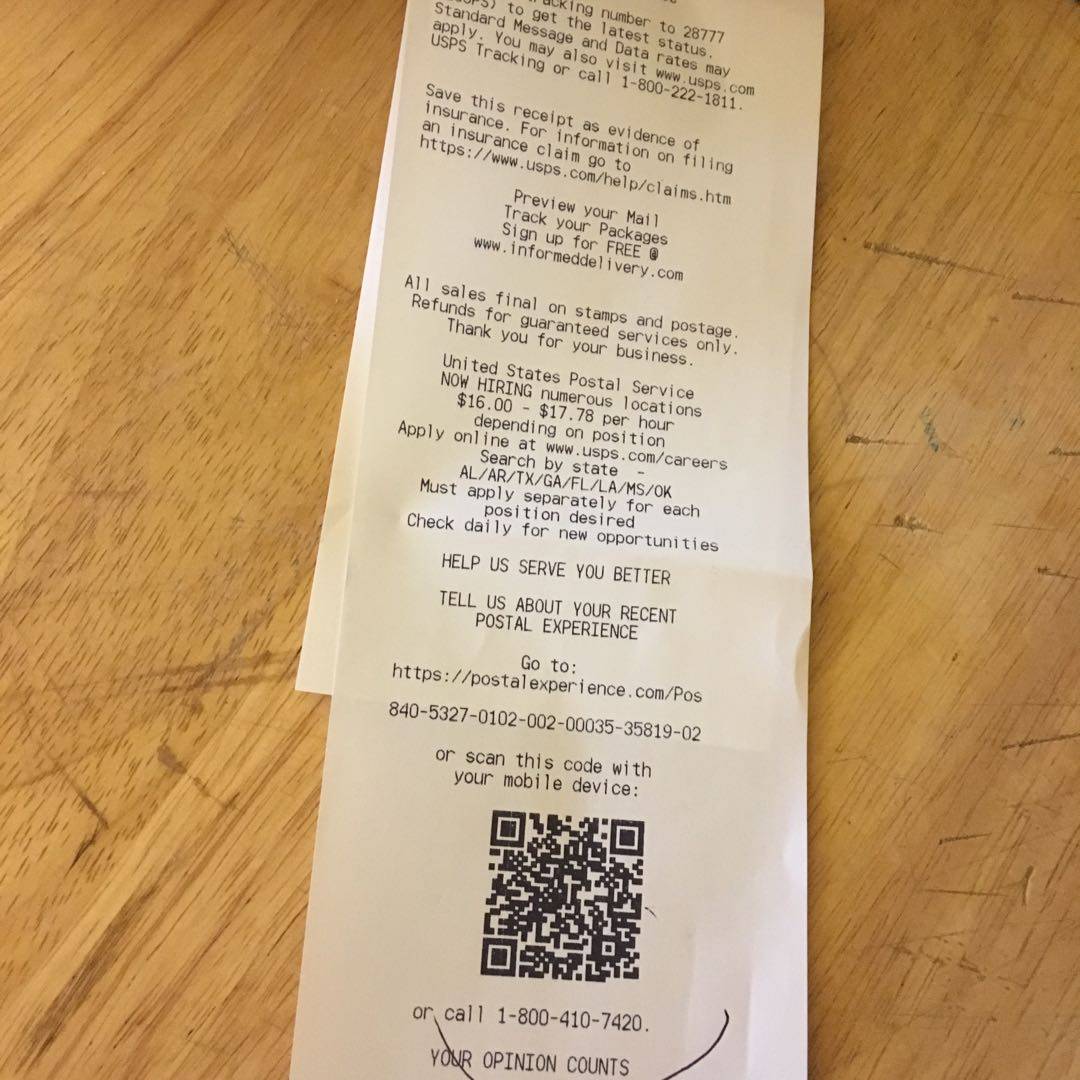 tracking number to 28777
to get the latest status.
Standard Message and Data rates may
apply. You may also visit www.usps.com
USPS Tracking or call 1-800-222-1811.
Save this receipt as evidence of
insurance. For information on filing
an insurance claim go to
https://www.usps.com/help/claims.htm
Preview your Mail
Track your Packages
Sign up for FREE @
www.informeddelivery.com
All sales final on stamps and postage.
Refunds for guaranteed services only.
Thank you for your business.
United States Postal Service
NOW HIRING numerous locations
$16.00 - $17.78 per hour
depending on position
Apply online at www.usps.com/careers
Search by state -
AL/AR/TX/GA/FL/LA/MS/OK
Must apply separately for each
position desired
Check daily for new opportunities
HELP US SERVE YOU BETTER
TELL US ABOUT YOUR RECENT
POSTAL EXPERIENCE
Go to:
https://postalexperience.com/Pos
840-5327-0102-002-00035-35819-02
or scan this code with
your mobile device:
or call 1-800-410-7420.
YOUR OPINION COUNTS